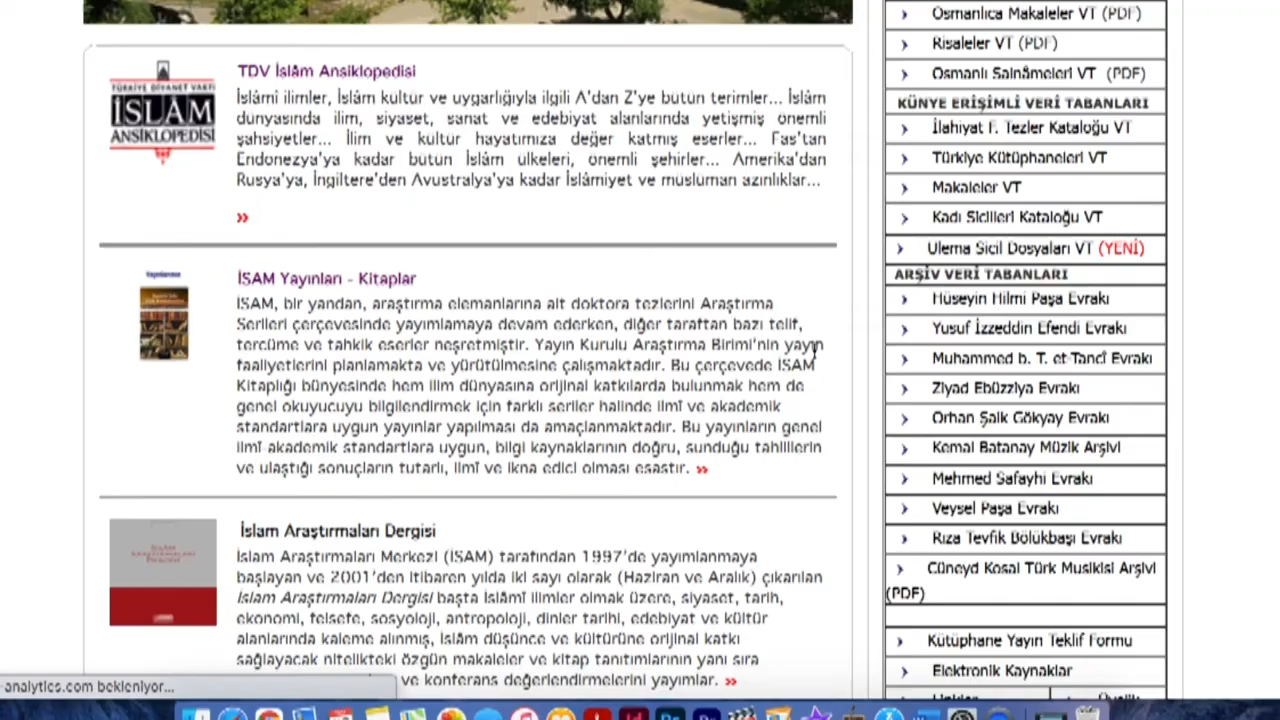 TÜRKİYE DİYANET VAKFI
İSLÂM
ANSİKLOPEDİSİ
TDV İslâm Ansiklopedisi
İslâmî ilimler, İslâm kültür ve uygarlığıyla ilgili A'dan Z'ye bütün terimler... İslâm
dünyasında ilim, siyaset, sanat ve edebiyat alanlarında yetişmiş önemli
şahsiyetler... İlim ve kültür hayatımıza değer katmış eserler... Fas'tan
Endonezya'ya kadar bütün İslâm ülkeleri, önemli şehirler... Amerika'dan
Rusya'ya, İngiltere'den Avustralya'ya kadar İslâmiyet ve müslüman azınlıklar...
»
İSAM Yayınları - Kitaplar
İSAM, bir yandan, araştırma elemanlarına ait doktora tezlerini Araştırma
Serileri çerçevesinde yayımlamaya devam ederken, diğer taraftan bazı telif,
tercüme ve tahkik eserler neşretmiştir. Yayın Kurulu Araştırma Birimi'nin yayın
faaliyetlerini planlamakta ve yürütülmesine çalışmaktadır. Bu çerçevede İSAM
Kitaplığı bünyesinde hem ilim dünyasına orijinal katkılarda bulunmak hem de
genel okuyucuyu bilgilendirmek için farklı seriler halinde ilmî ve akademik
standartlara uygun yayınlar yapılması da amaçlanmaktadır. Bu yayınların genel
ilmî-akademik standartlara uygun, bilgi kaynaklarının doğru, sunduğu tahlillerin
ve ulaştığı sonuçların tutarlı, ilmî ve ikna edici olması esastır. »
İslam Araştırmaları Dergisi
İslam Araştırmaları Merkezi (İSAM) tarafından 1997'de yayımlanmaya
başlayan ve 2001'den itibaren yılda iki sayı olarak (Haziran ve Aralık) çıkarılan
İslam Araştırmaları Dergisi başta İslâmî ilimler olmak üzere, siyaset, tarih,
ekonomi, felsefe, sosyoloji, antropoloji, dinler tarihi, edebiyat ve kültür
alanlarında kaleme alınmış, İslâm düşünce ve kültürüne orijinal katkı
sağlayacak nitelikteki özgün makaleler ve kitap tanıtımlarının yanı sıra
ve konferans değerlendirmelerini yayımlar. »
-analytics.com bekleniyor...
Osmanlıca Makaleler VT (PDF)
Risaleler VT (PDF)
Osmanlı Salnâmeleri VT (PDF)
KÜNYE ERİŞİMLİ VERİ TABANLARI
İlahiyat F. Tezler Kataloğu VT
Türkiye Kütüphaneleri VT
Makaleler VT
Kadı Sicilleri Kataloğu VT
Ulema Sicil Dosyaları VT (YENİ)
ARŞİV VERİ TABANLARI
Hüseyin Hilmi Paşa Evrakı
Yusuf İzzeddin Efendi Evrakı
Muhammed b. T. et-Tancî Evrakı
Ziyad Ebüzziya Evrakı
Orhan Şaik Gökyay Evrakı
Kemal Batanay Müzik Arşivi
Mehmed Safayhi Evrakı
Veysel Paşa Evrakı
Rıza Tevfik Bölükbaşı Evrakı
Cüneyd Kosal Türk Musikisi Arşivi
(PDF)
Kütüphane Yayın Teklif Formu
Elektronik Kaynaklar